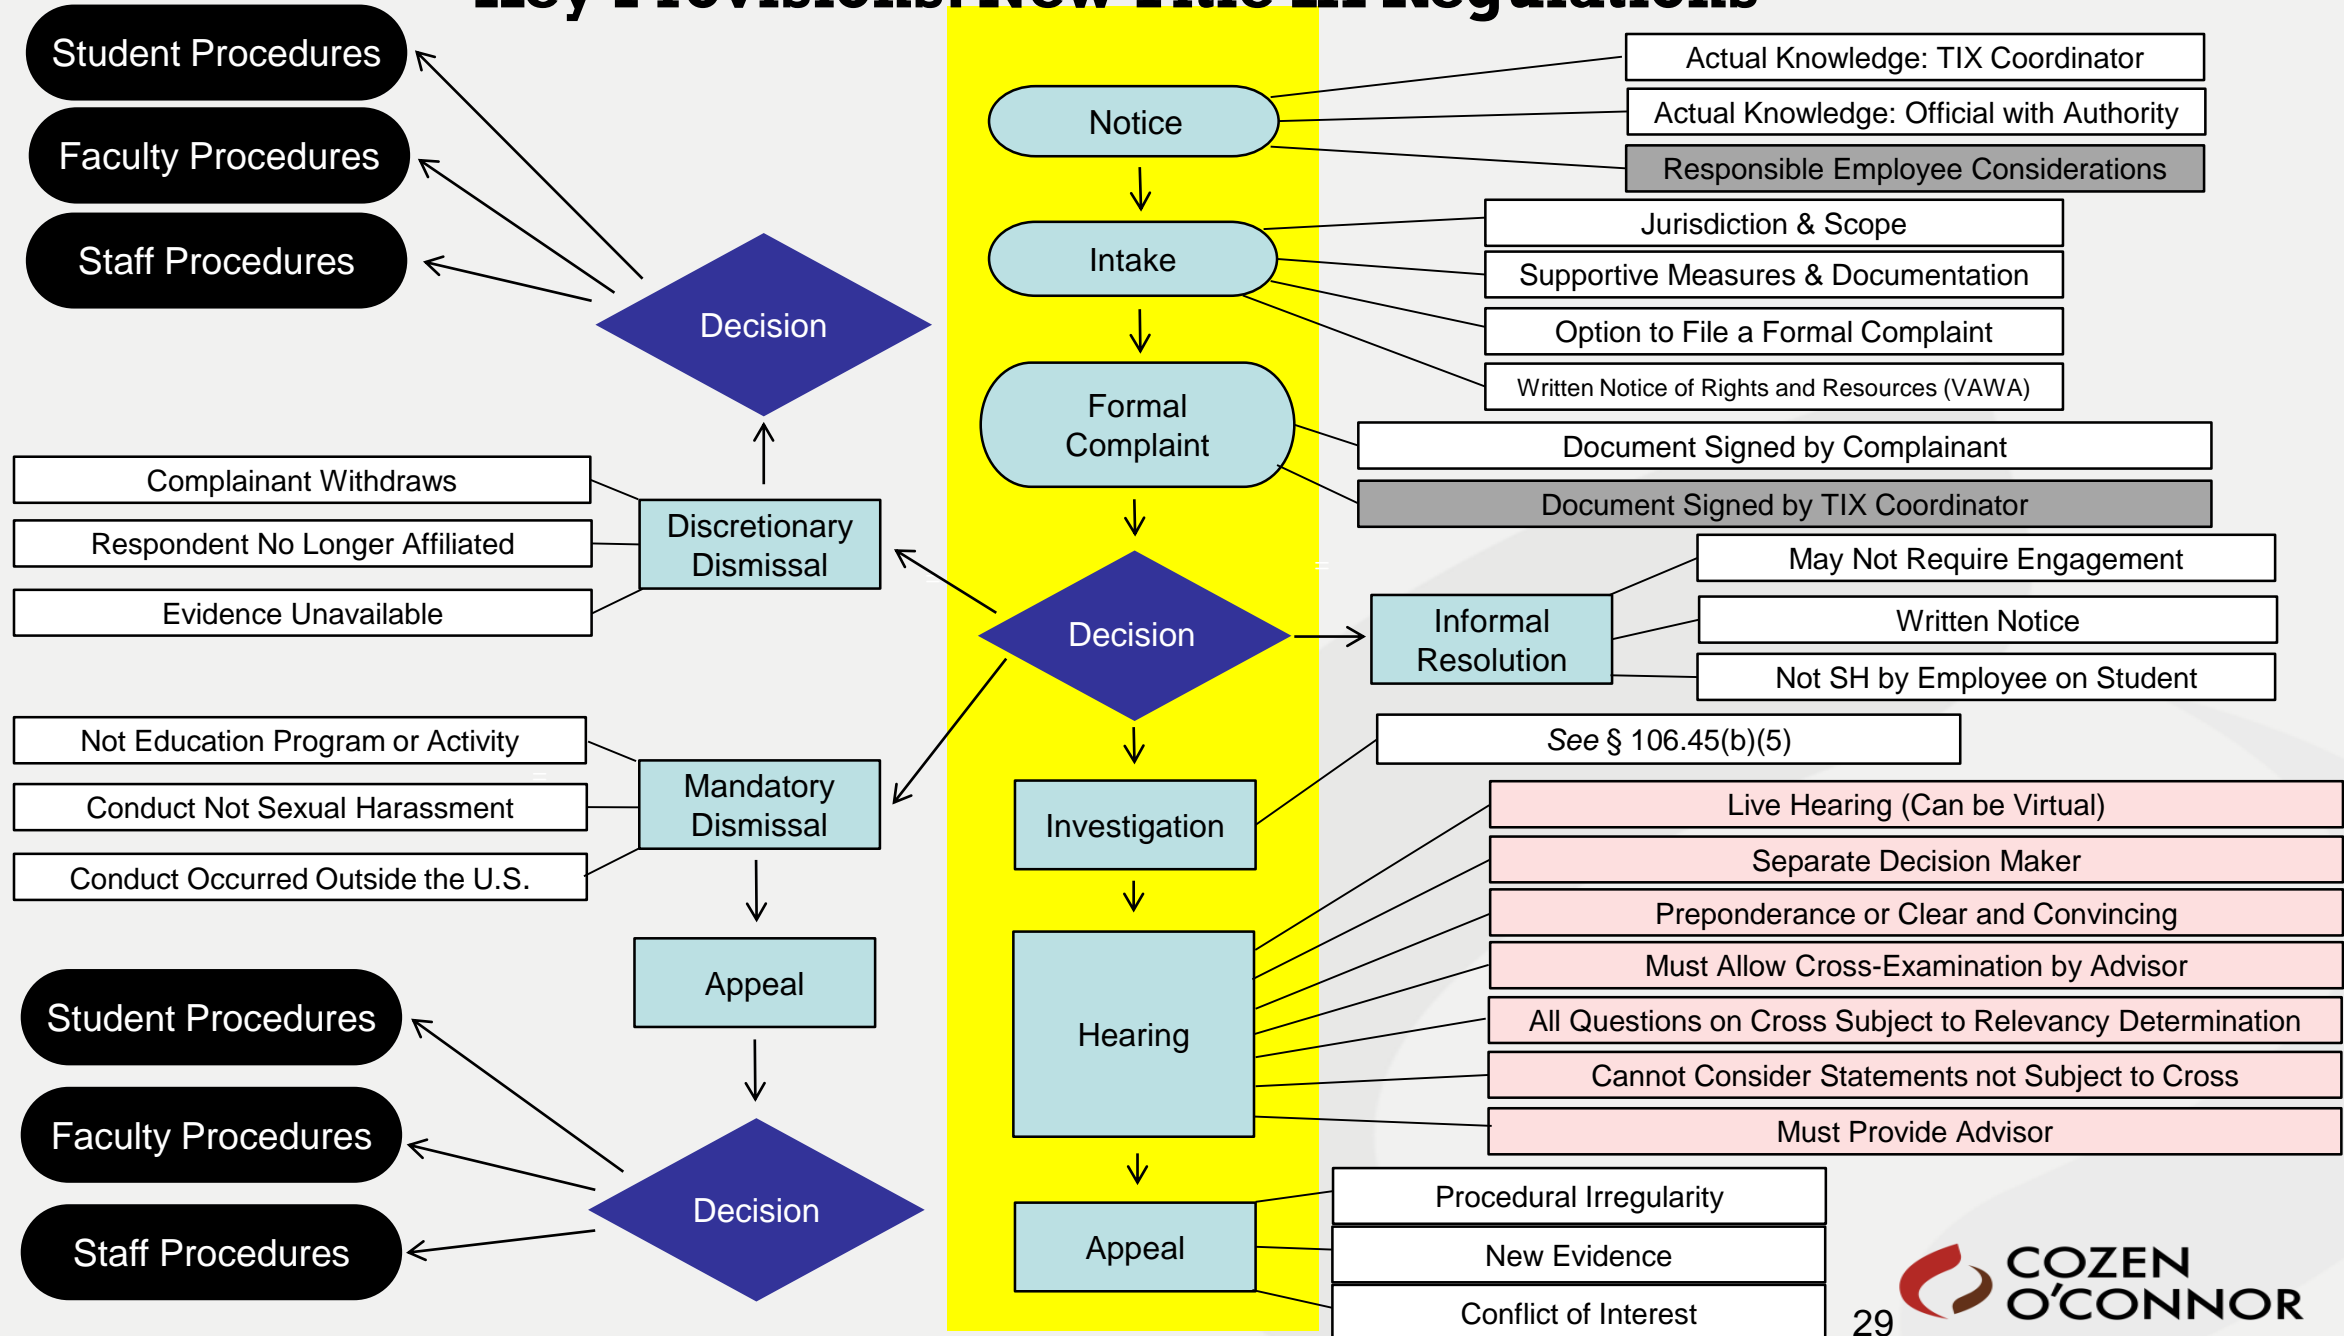 Key Provisions: New Title IX Regulations
Student Procedures
Faculty Procedures
Staff Procedures
Decision
Complainant Withdraws
Respondent No Longer Affiliated
Evidence Unavailable
Discretionary
Dismissal
Not Education Program or Activity
Conduct Not Sexual Harassment
Conduct Occurred Outside the U.S.
Mandatory
Dismissal
Appeal
Decision
Student Procedures
Faculty Procedures
Staff Procedures
Notice
Intake
Formal
Complaint
Decision
Investigation
Hearing
Appeal
Actual Knowledge: TIX Coordinator
Actual Knowledge: Official with Authority
Responsible Employee Considerations
Jurisdiction & Scope
Supportive Measures & Documentation
Option to File a Formal Complaint
Written Notice of Rights and Resources (VAWA)
Document Signed by Complainant
Document Signed by TIX Coordinator
Informal
Resolution
May Not Require Engagement
Written Notice
Not SH by Employee on Student
See § 106.45(b)(5)
Live Hearing (Can be Virtual)
Separate Decision Maker
Preponderance or Clear and Convincing
Must Allow Cross-Examination by Advisor
All Questions on Cross Subject to Relevancy Determination
Cannot Consider Statements not Subject to Cross
Must Provide Advisor
Procedural Irregularity
New Evidence
Conflict of Interest
29
COZEN
O'CONNOR